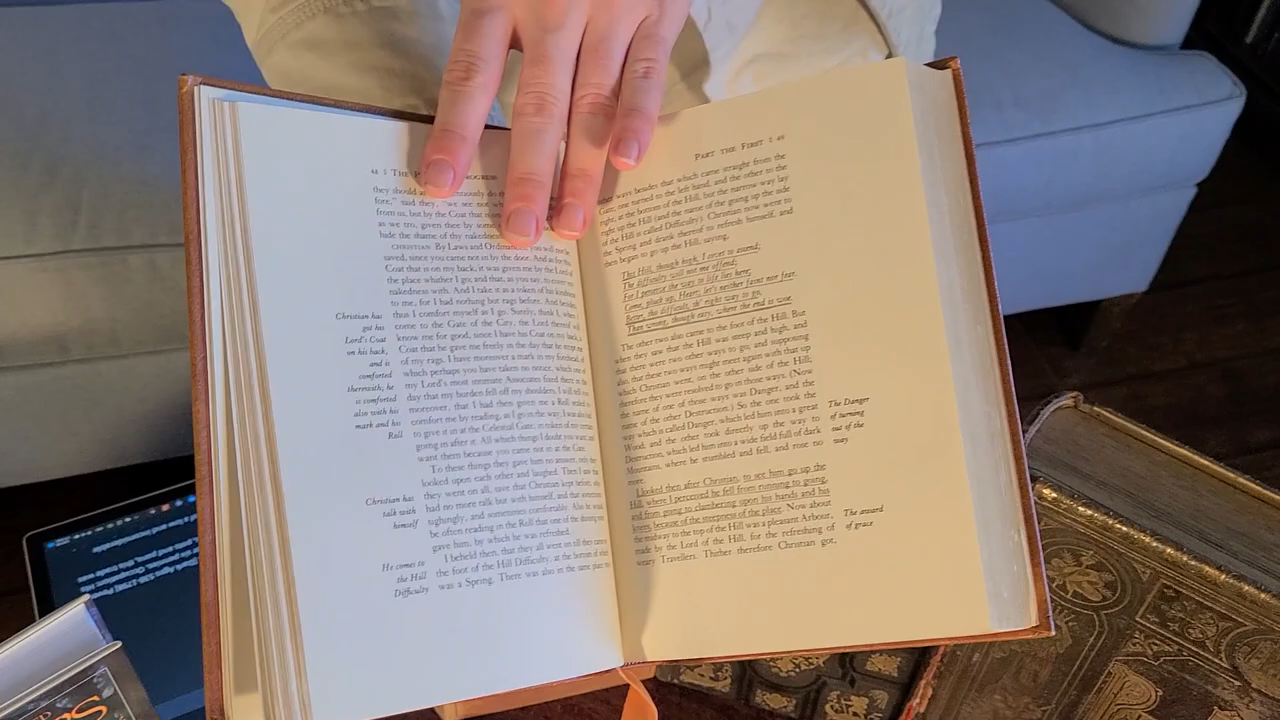 48 THE P ROGRESS
they should as nuously do th
fore," said they, "we see not wh
from us, but by the Coat that is on
as we tro, given thee by some
hide the shame of thy nakedness
CHRISTIAN By Laws and Ordinan you will not be
saved, since you came not in by the door. And as for this
Coat that is on my back, it was given me by the Lord of
the place whither I go; and that, as you say, to cover my
nakedness with. And I take it as a token of his kindness
to me, for I had nothing but rags before. And besides,
thus I comfort myself as I go. Surely, think I, when I
come to the Gate of the City, the Lord thereof will
know me for good, since I have his Coat on my back, a
Coat that he gave me freely in the day that he stript me
of my rags. I have moreover a mark in my forehead, of
which perhaps you have taken no notice, which one of
my Lord's most intimate Associates fixed there in the
day that my burden fell off my shoulders. I will tell you
moreover, that I had then given me a Roll sealed to
comfort me by reading, as I go in the way; I was also bid
to give it in at the Celestial Gate, in token of my certain
going in after it. All which things I doubt you want, and
want them because you came not in at the Gate.
To these things they gave him no answer, only they
looked upon each other and laughed. Then I saw
they went on all, save that Christian kept before, who
had no more talk but with himself, and that sometimes
sighingly, and sometimes comfortably. Also he would
be often reading in the Roll that one of the shining ones
gave him, by which he was refreshed.
I beheld then, that they all went on till they came to
the foot of the Hill Difficulty, at the bottom of which
was a Spring. There was also in the same place two
Christian has
got his
Lord's Coat
on his back,
and is
comforted
therewith; he
is comforted
also with his
mark and his
Roll
Christian has
talk with
himself
He comes to
the Hill
Difficulty
PART THE FIRST 49
other ways besides that which came straight from the
Gate; one turned to the left hand, and the other to the
right, at the bottom of the Hill; but the narrow way lay
right up the Hill (and the name of the going up the side
of the Hill is called Difficulty). Christian now went to
the Spring and drank thereof to refresh himself, and
then began to go up the Hill, saying,
This Hill, though high, I covet to ascend;
The difficulty will not me offend;
For I perceive the way to life lies here;
Come, pluck up, Heart, let's neither faint nor fear.
Better, tho difficult, th' right way to go,
Than wrong, though easy, where the end is woe.
The other two also came to the foot of the Hill. But
when they saw that the Hill was steep and high, and
that there were two other ways to go; and supposing
also, that these two ways might meet again with that up
which Christian went, on the other side of the Hill;
therefore they were resolved to go in those ways. (Now
the name of one of those ways was Danger, and the
name of the other Destruction.) So the one took the
way which is called Danger, which led him into a great
Wood; and the other took directly up the way to
Destruction, which led him into a wide field full of dark
Mountains, where he stumbled and fell, and rose no
more.
I looked then after Christian, to see him go up the
Hill, where I perceived he fell from running to going,
and from going to clambering upon his hands and his
knees, because of the steepness of the place. Now about
the midway to the top of the Hill was a pleasant Arbour,
made by the Lord of the Hill, for the refreshing of
weary Travellers. Thither therefore Christian got,
The Danger
of turning
out of the
way
The award
of grace